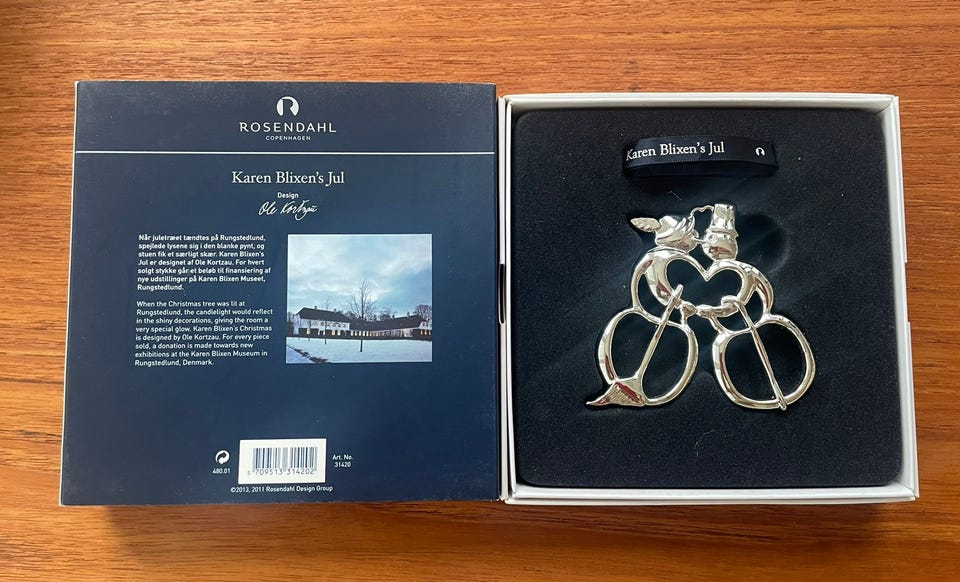 ROSENDAHL
COPENHAGEN
Karen Blixen's Jul
Design
Ole Kortzau
Når juletræet tændtes på Rungstedlund,
spejlede lysene sig i den blanke pynt, og
stuen fik et særligt skær. Karen Blixen's
Jul er designet af Ole Kortzau. For hvert
solgt stykke går et beløb til finansiering af
nye udstillinger på Karen Blixen Museet,
Rungstedlund.
When the Christmas tree was lit at
Rungstedlund, the candlelight would reflect
in the shiny decorations, giving the room a
very special glow. Karen Blixen's Christmas
is designed by Ole Kortzau. For every piece
sold, a donation is made towards new
exhibitions at the Karen Blixen Museum in
Rungstedlund, Denmark.
480.01
5 709513 314202
Art. No.
31420
©2013, 2011 Rosendahl Design Group
Karen Blixen's Jul